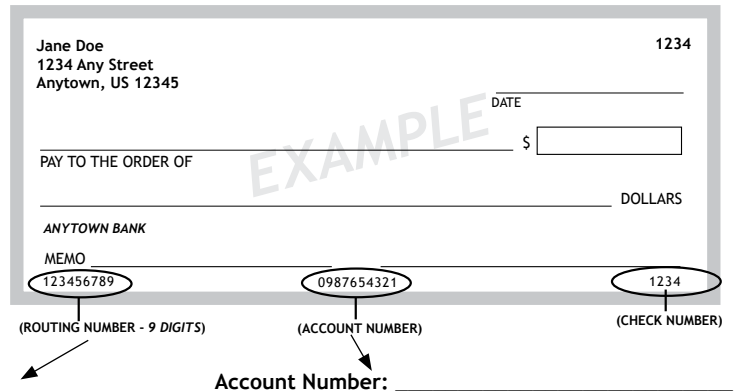 Jane Doe 1234
1234 Any Street
Anytown, US 12345
DATE
EXAMPLE
$
PAY TO THE ORDER OF
DOLLARS
ANYTOWN BANK
MEMO
123456789 0987654321 1234
(ROUTING NUMBER - 9 DIGITS) (ACCOUNT NUMBER) (CHECK NUMBER)
Account Number: